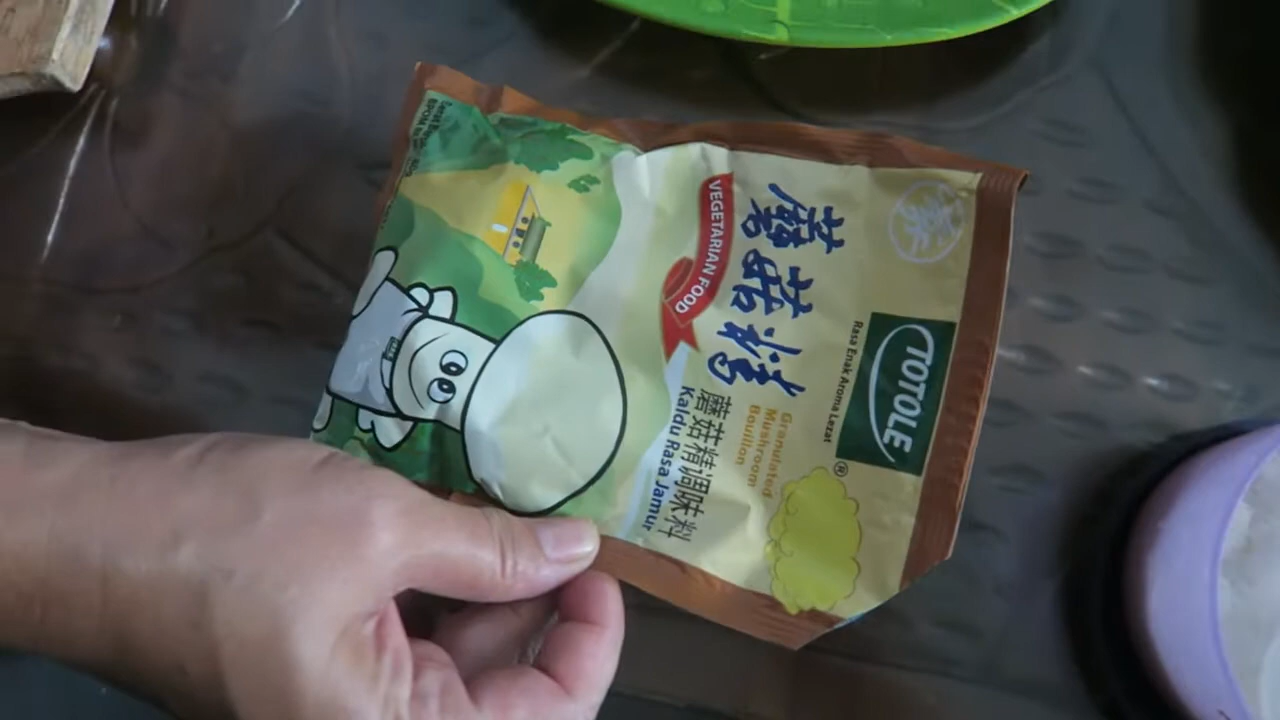 TOTOLE
®
Rasa Enak Aroma Lezat
素
蘑菇精
Granulated
Mushroom
Bouillon
VEGETARIAN FOOD
蘑菇精调味料
Kaldu Rasa Jamur